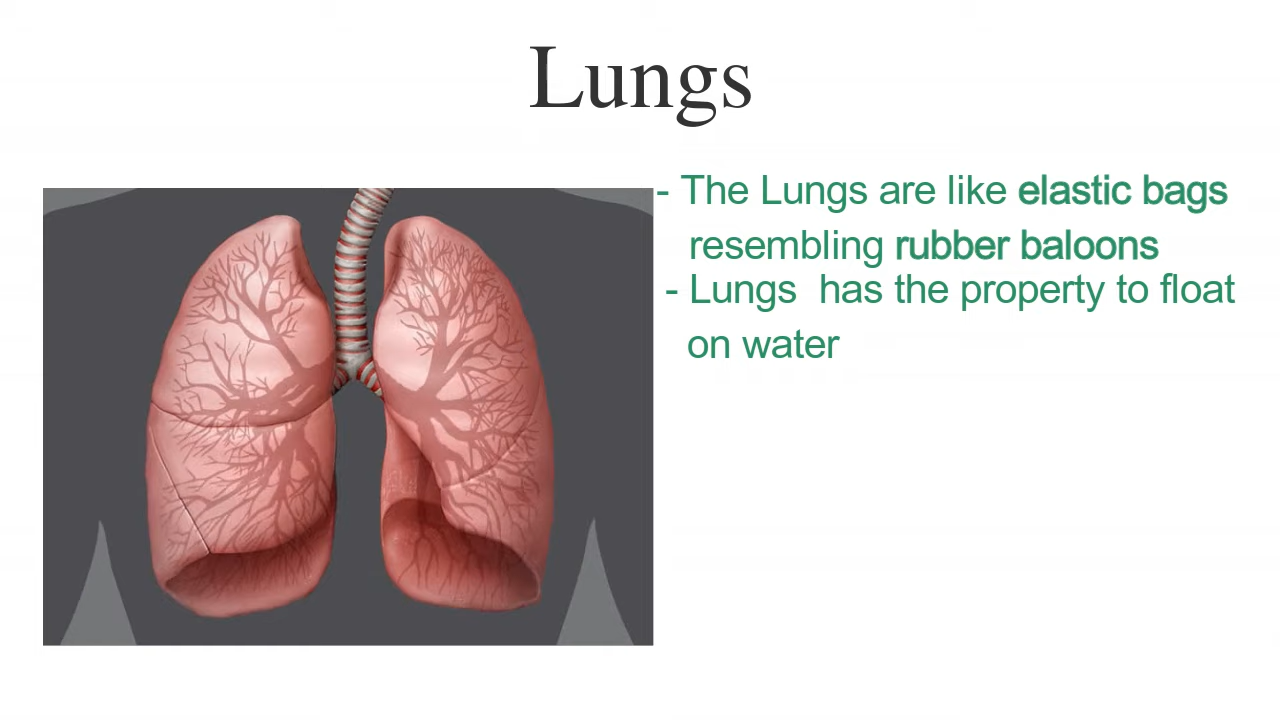 Lungs
- The Lungs are like elastic bags
resembling rubber baloons
- Lungs  has the property to float
on water